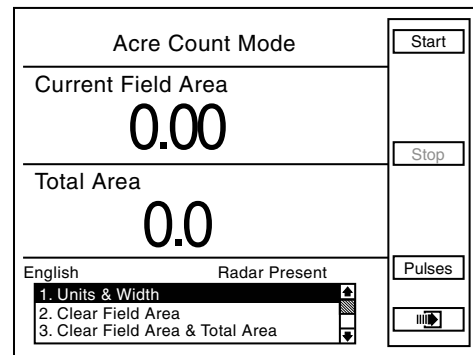 Acre Count Mode
Start
Current Field Area
0.00
Stop
Total Area
0.0
English Radar Present
Pulses
1. Units & Width
2. Clear Field Area
3. Clear Field Area & Total Area